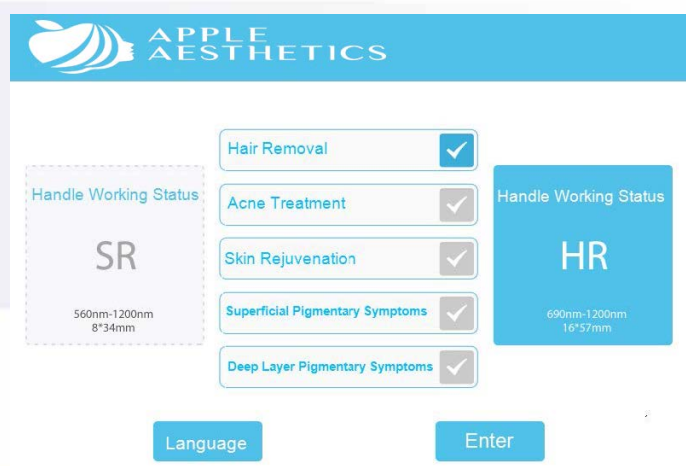 APPLE
AESTHETICS
Handle Working Status
SR
560nm-1200nm
8*34mm
Hair Removal
Acne Treatment
Skin Rejuvenation
Superficial Pigmentary Symptoms
Deep Layer Pigmentary Symptoms
Handle Working Status
HR
690nm-1200nm
16*57mm
Language
Enter